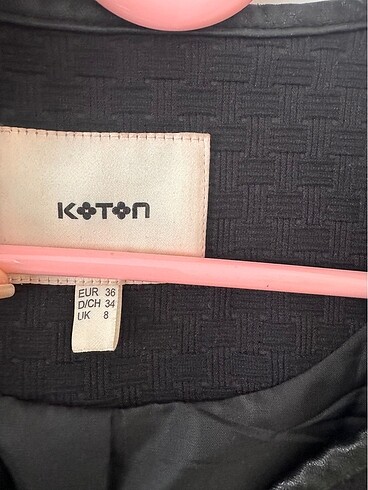 KOTON
EUR 36
D/CH 34
UK 8